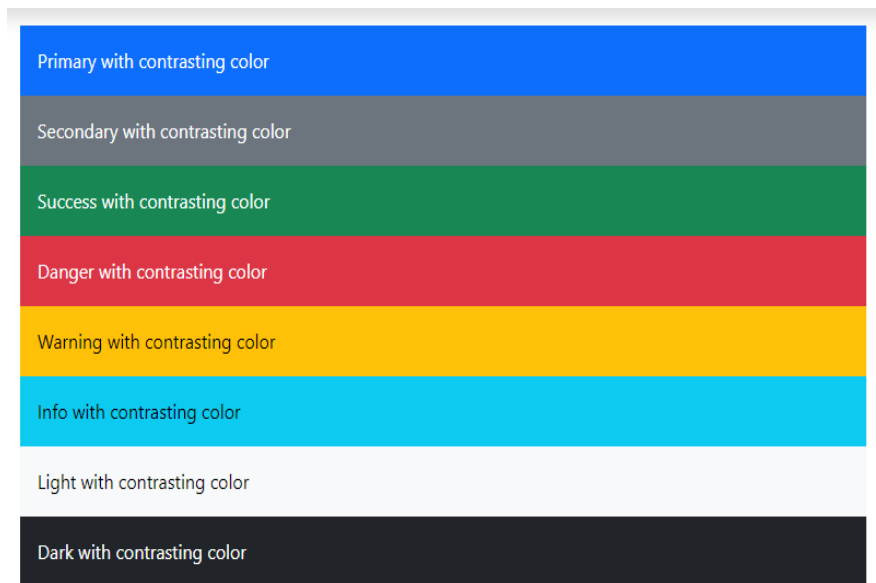 Primary with contrasting color
Secondary with contrasting color
Success with contrasting color
Danger with contrasting color
Warning with contrasting color
Info with contrasting color
Light with contrasting color
Dark with contrasting color